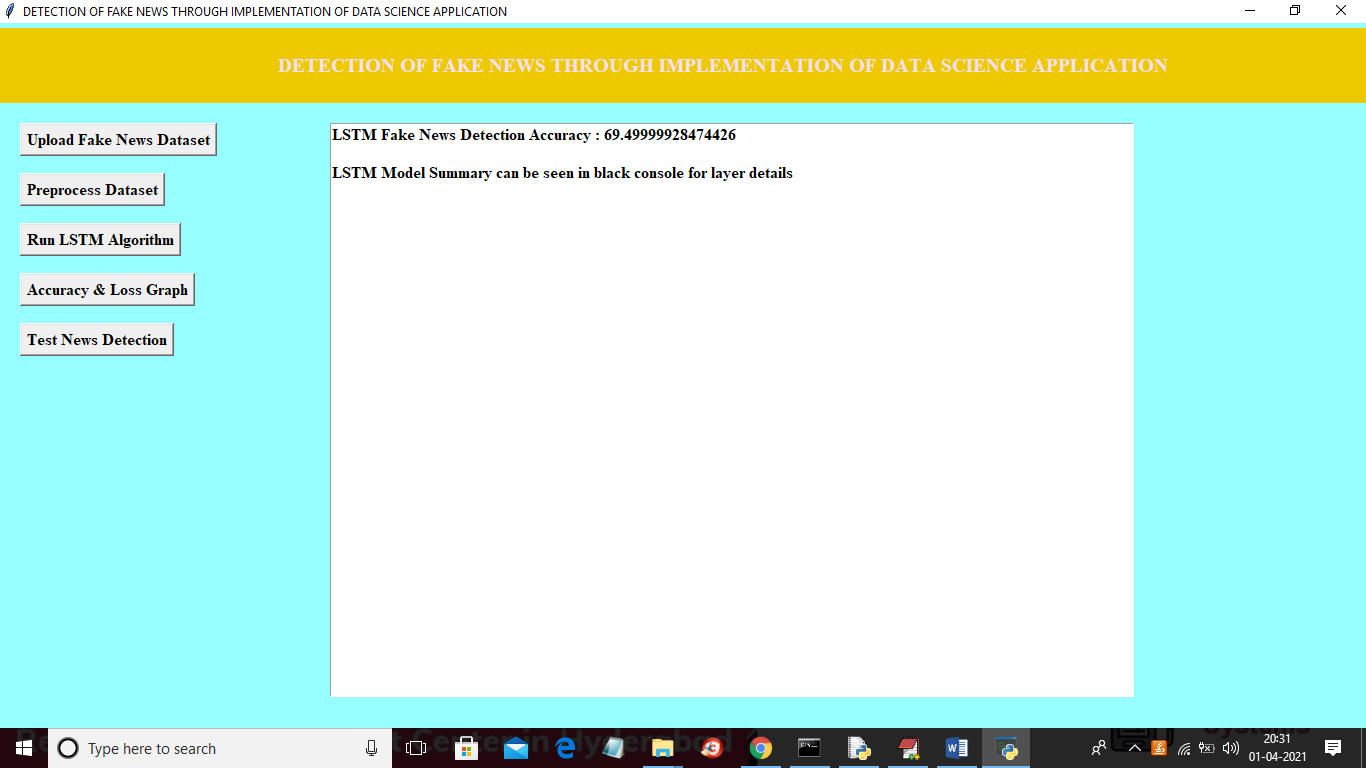 DETECTION OF FAKE NEWS THROUGH IMPLEMENTATION OF DATA SCIENCE APPLICATION
DETECTION OF FAKE NEWS THROUGH IMPLEMENTATION OF DATA SCIENCE APPLICATION
Upload Fake News Dataset
Preprocess Dataset
Run LSTM Algorithm
Accuracy & Loss Graph
Test News Detection
LSTM Fake News Detection Accuracy : 69.49999928474426
LSTM Model Summary can be seen in black console for layer details
Type here to search
20:31
01-04-2021